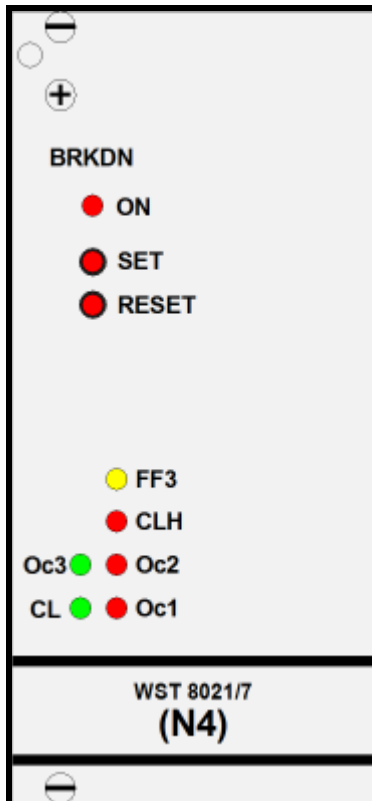 BRKDN
ON
SET
RESET
FF3
CLH
Oc3 Oc2
CL Oc1
WST 8021/7
(N4)